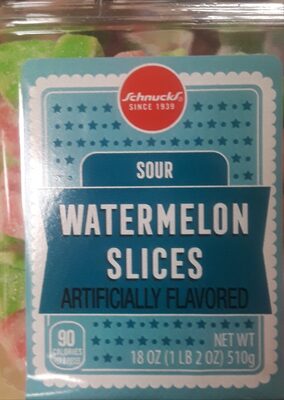 Schnucks
SINCE 1939
SOUR
WATERMELON
SLICES
ARTIFICIALLY FLAVORED
90
CALORIES
NET WT
18 OZ (1 LB 2 OZ) 510g